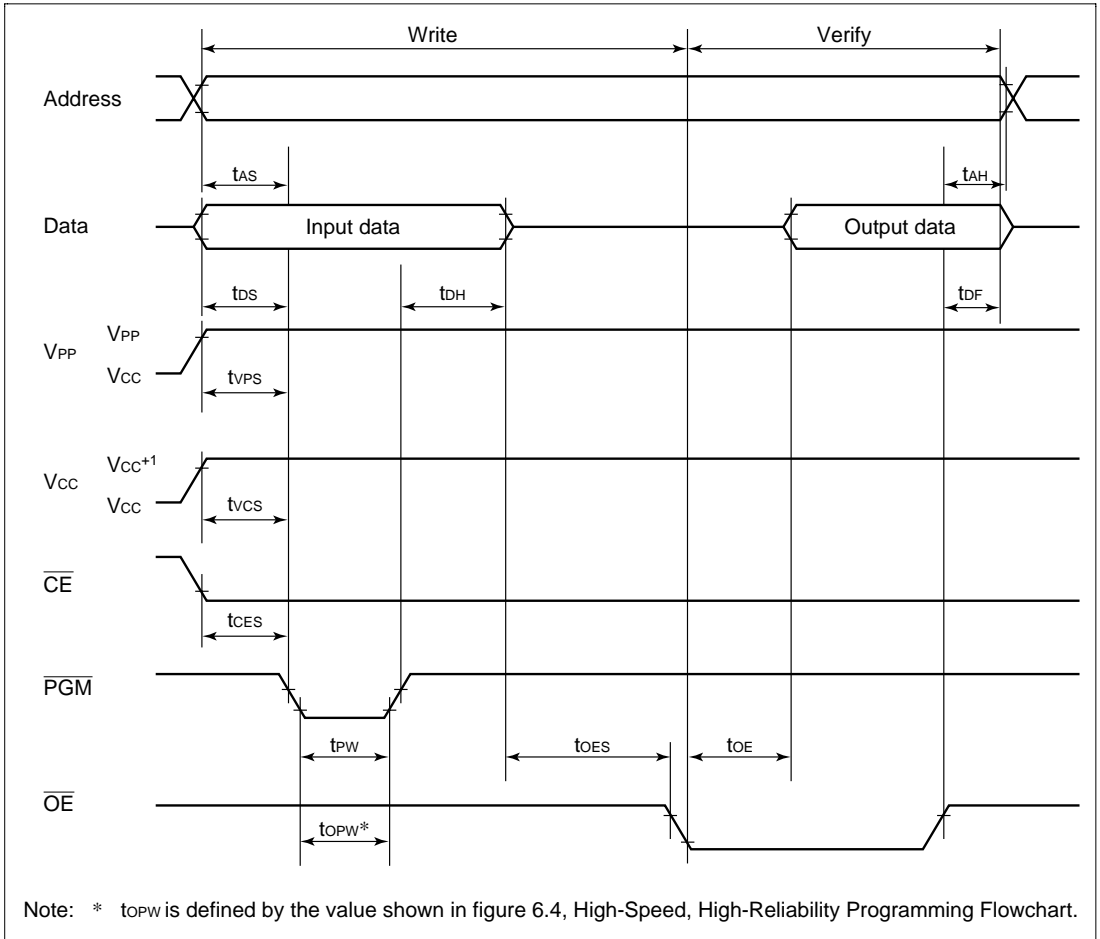 Write
Verify
Address
tAS
tAH
Data
Input data
Output data
tDS
tDH
tDF
VPP
VPP
VCC
tVPS
VCC
VCC+1
VCC
tVCS
CE
tCES
PGM
tPW
tOES
tOE
OE
tOPW*
Note: * tOPW is defined by the value shown in figure 6.4, High-Speed, High-Reliability Programming Flowchart.